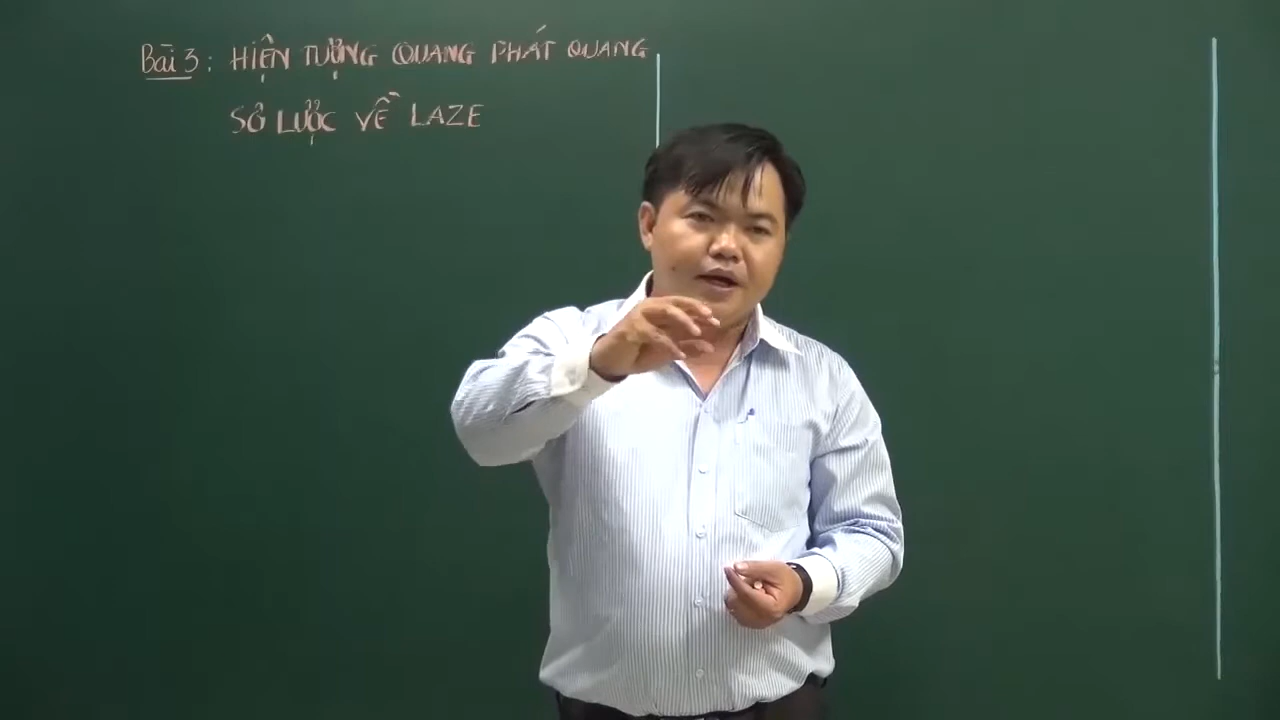 Bài 3: HIỆN TƯỢNG QUANG PHÁT QUANG
SƠ LƯỢC VỀ LAZE